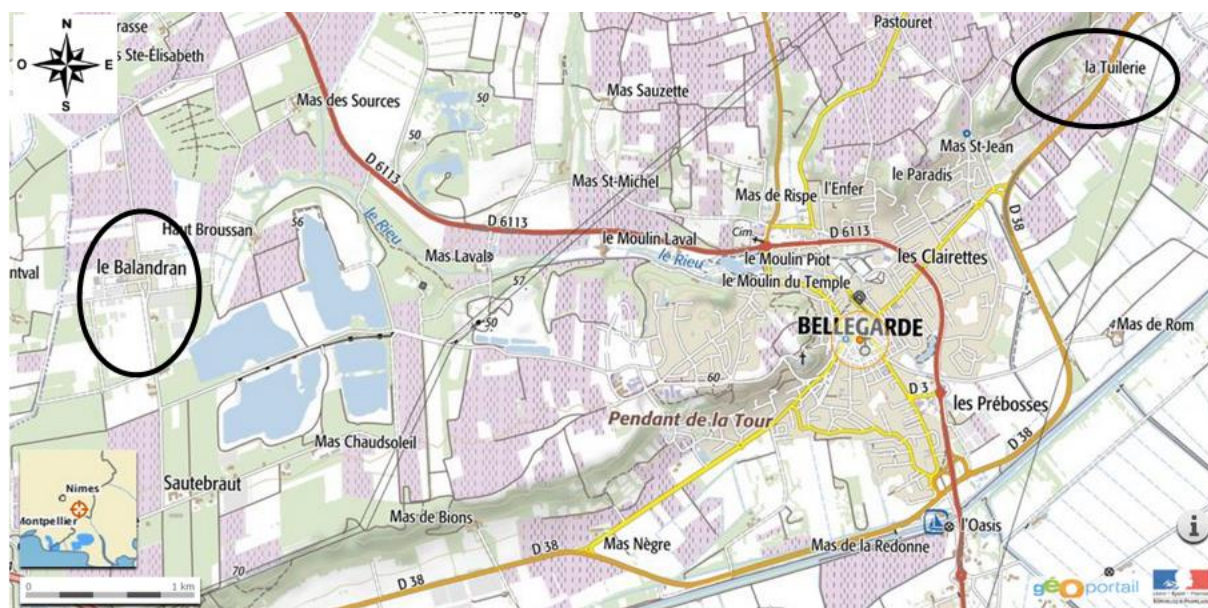 N
O
E
S
rasse
s Ste-Élisabeth
Mas des Sources
50
50
Mas Sauzette
Pastouret
la Tuilerie
D 6113
Mas St-Michel
Mas St-Jean
le Paradis
l'Enfer
Mas de Rispe
D 38
Haut Broussan
56
le Rieu
D 6113
Cim.
D 6113
le Moulin Laval
le Rieu
le Moulin Piot
les Clairettes
ntval
le Balandran
Mas Laval
57
le Moulin du Temple
50
BELLEGARDE
Mas de Rom
60
D 3
les Prébosses
Pendant de la Tour
Mas Chaudsoleil
D 38
Sautebraut
Nimes
Montpellier
Mas de Bions
l'Oasis
Mas Nègre
Mas de la Redonne
D 38
70
D 38
0
1 km
i
géoportail